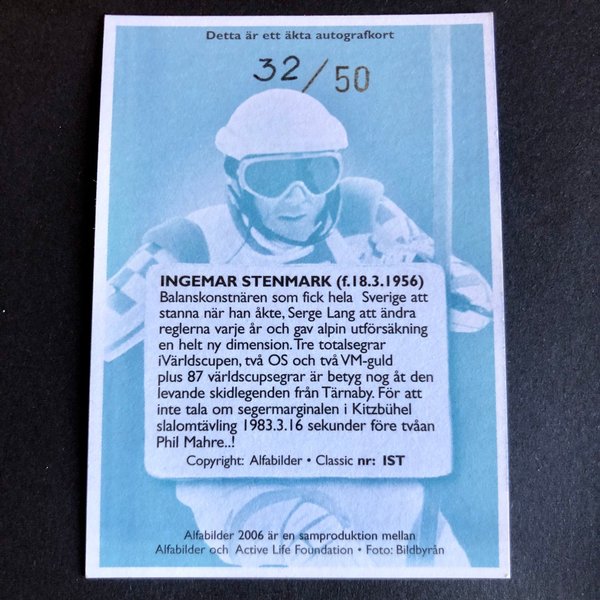 Detta är ett äkta autografkort
32/50
INGEMAR STENMARK (f.18.3.1956)
Balanskonstnären som fick hela  Sverige att
stanna när han åkte, Serge Lang att ändra
reglerna varje år och gav alpin utförsåkning
en helt ny dimension. Tre totalsegrar
iVärldscupen, två OS och två VM-guld
plus 87 världscupsegrar är betyg nog åt den
levande skidlegenden från Tärnaby. För att
inte tala om segermarginalen i Kitzbühel
slalomtävling 1983.3.16 sekunder före tvåan
Phil Mahre..!
Copyright: Alfabilder • Classic nr: IST
Alfabilder 2006 är en samproduktion mellan
Alfabilder och Active Life Foundation • Foto: Bildbyrån